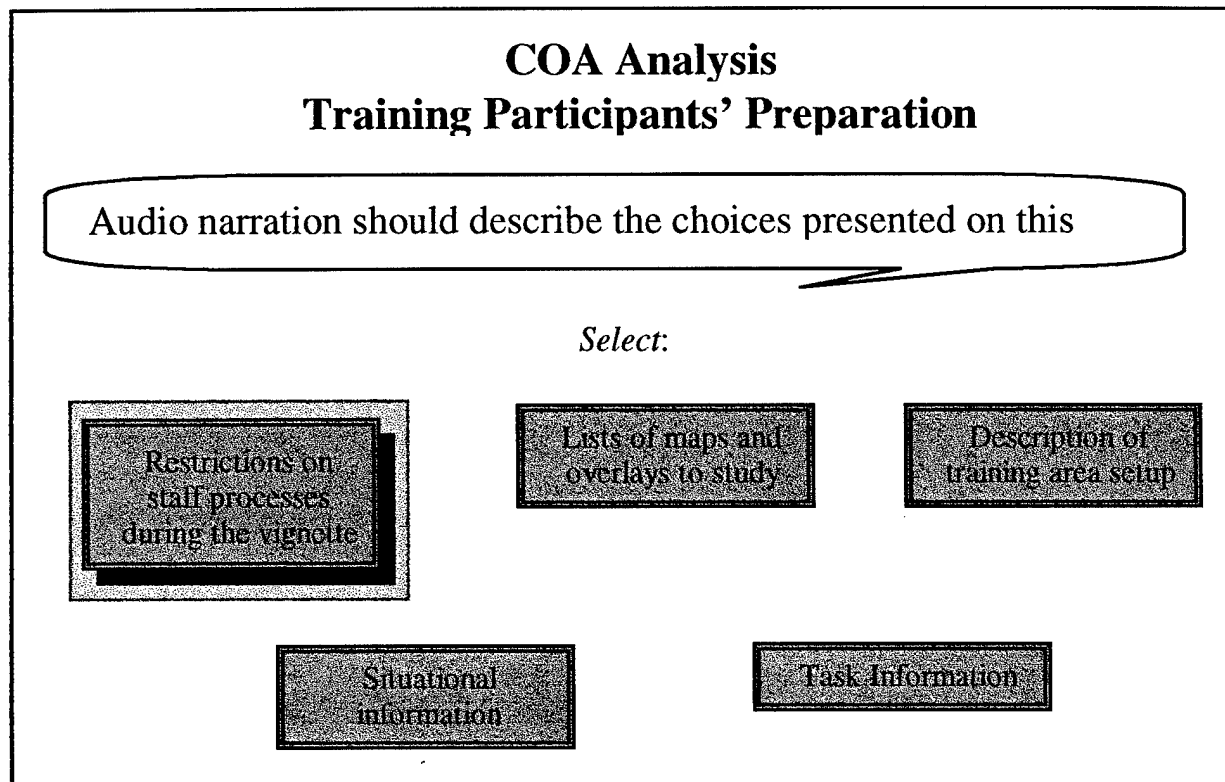 COA Analysis
Training Participants' Preparation
Audio narration should describe the choices presented on this
Select:
Restrictions on
staff processes
during the vignette
Lists of maps and
overlays to study
Description of
training area setup
Situational
information
Task Information